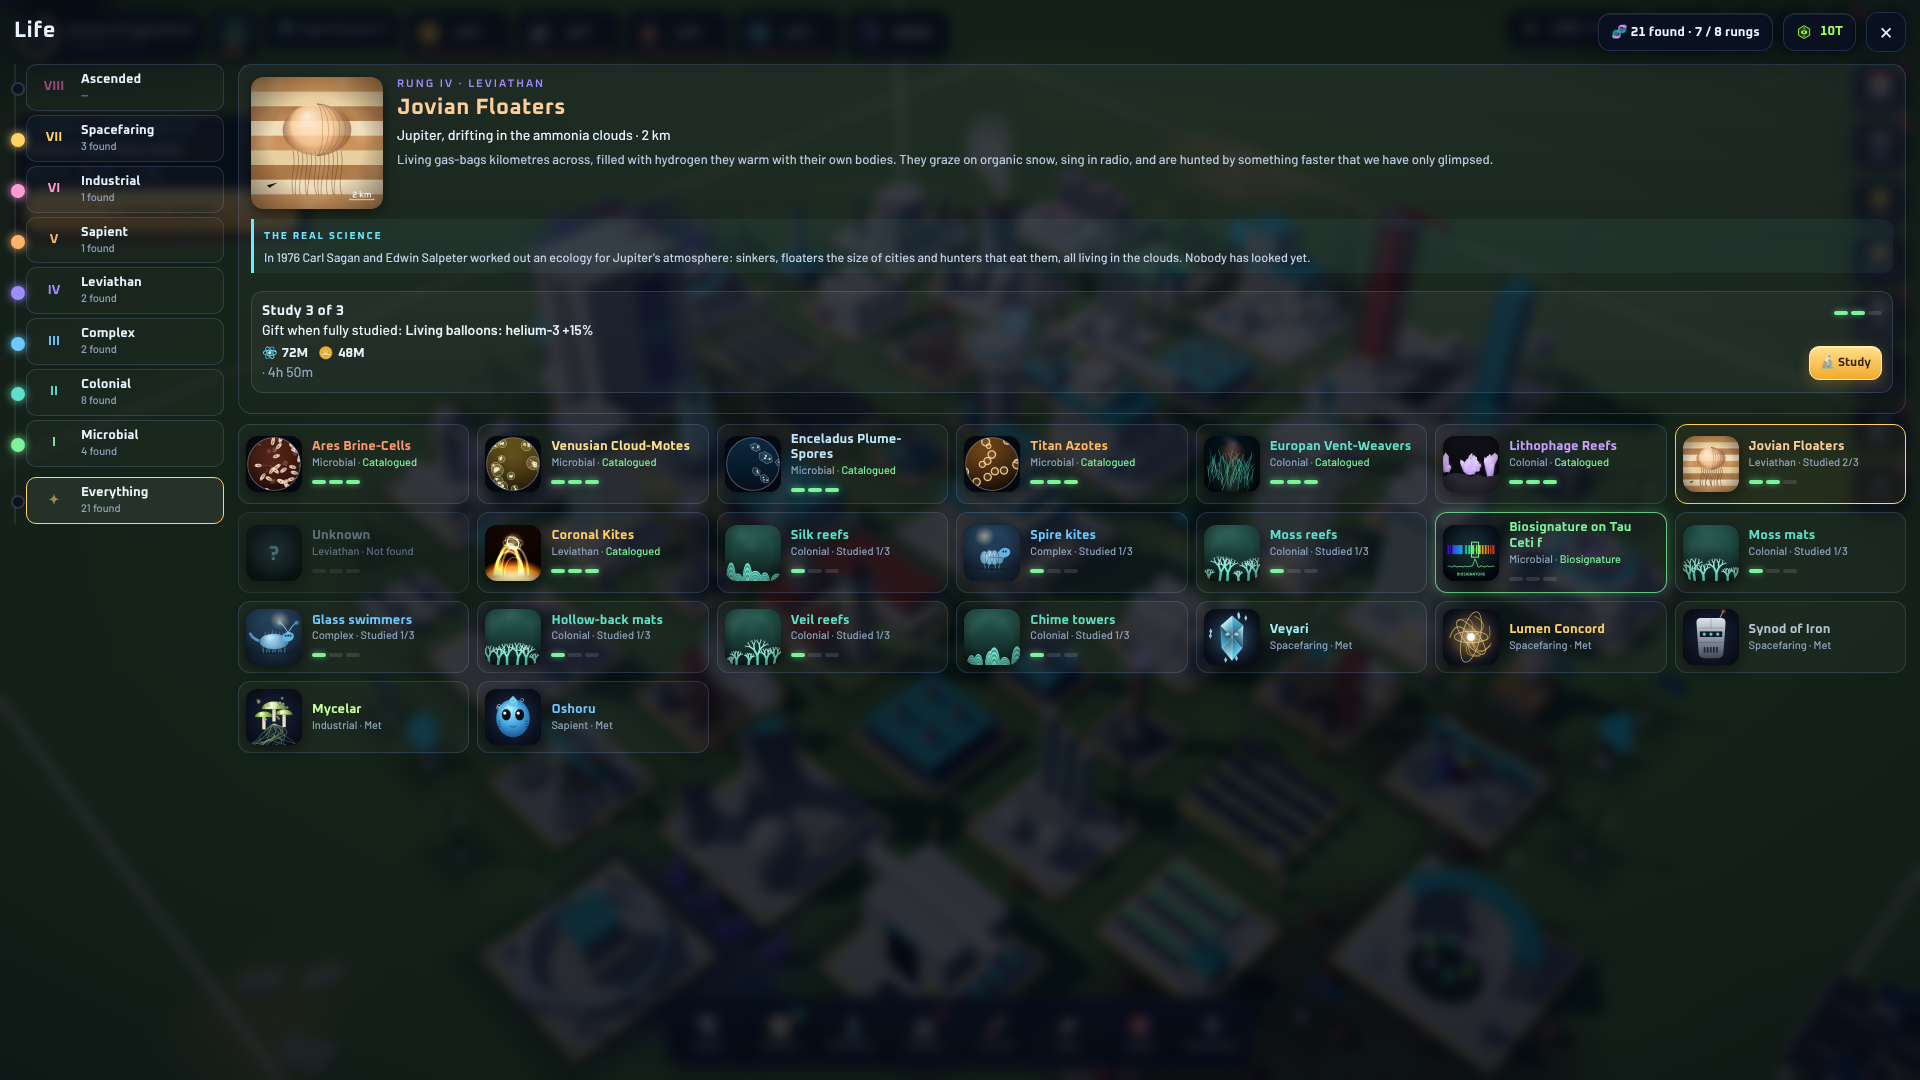 Life
21 found · 7 / 8 rungs
10T
VIII
Ascended
—
VII
Spacefaring
3 found
VI
Industrial
1 found
V
Sapient
1 found
IV
Leviathan
2 found
III
Complex
2 found
II
Colonial
8 found
I
Microbial
4 found
Everything
21 found
2 km
RUNG IV · LEVIATHAN
Jovian Floaters
Jupiter, drifting in the ammonia clouds · 2 km
Living gas-bags kilometres across, filled with hydrogen they warm with their own bodies. They graze on organic snow, sing in radio, and are hunted by something faster that we have only glimpsed.
THE REAL SCIENCE
In 1976 Carl Sagan and Edwin Salpeter worked out an ecology for Jupiter's atmosphere: sinkers, floaters the size of cities and hunters that eat them, all living in the clouds. Nobody has looked yet.
Study 3 of 3
Gift when fully studied: Living balloons: helium-3 +15%
72M 48M
· 4h 50m
Study
Ares Brine-Cells
Microbial · Catalogued
Venusian Cloud-Motes
Microbial · Catalogued
Enceladus Plume-
Spores
Microbial · Catalogued
Titan Azotes
Microbial · Catalogued
Europan Vent-Weavers
Colonial · Catalogued
Lithophage Reefs
Colonial · Catalogued
Jovian Floaters
Leviathan · Studied 2/3
?
Unknown
Leviathan · Not found
Coronal Kites
Leviathan · Catalogued
Silk reefs
Colonial · Studied 1/3
Spire kites
Complex · Studied 1/3
Moss reefs
Colonial · Studied 1/3
BIOSIGNATURE
Biosignature on Tau
Ceti f
Microbial · Biosignature
Moss mats
Colonial · Studied 1/3
Glass swimmers
Complex · Studied 1/3
Hollow-back mats
Colonial · Studied 1/3
Veil reefs
Colonial · Studied 1/3
Chime towers
Colonial · Studied 1/3
Veyari
Spacefaring · Met
Lumen Concord
Spacefaring · Met
Synod of Iron
Spacefaring · Met
Mycelar
Industrial · Met
Oshoru
Sapient · Met